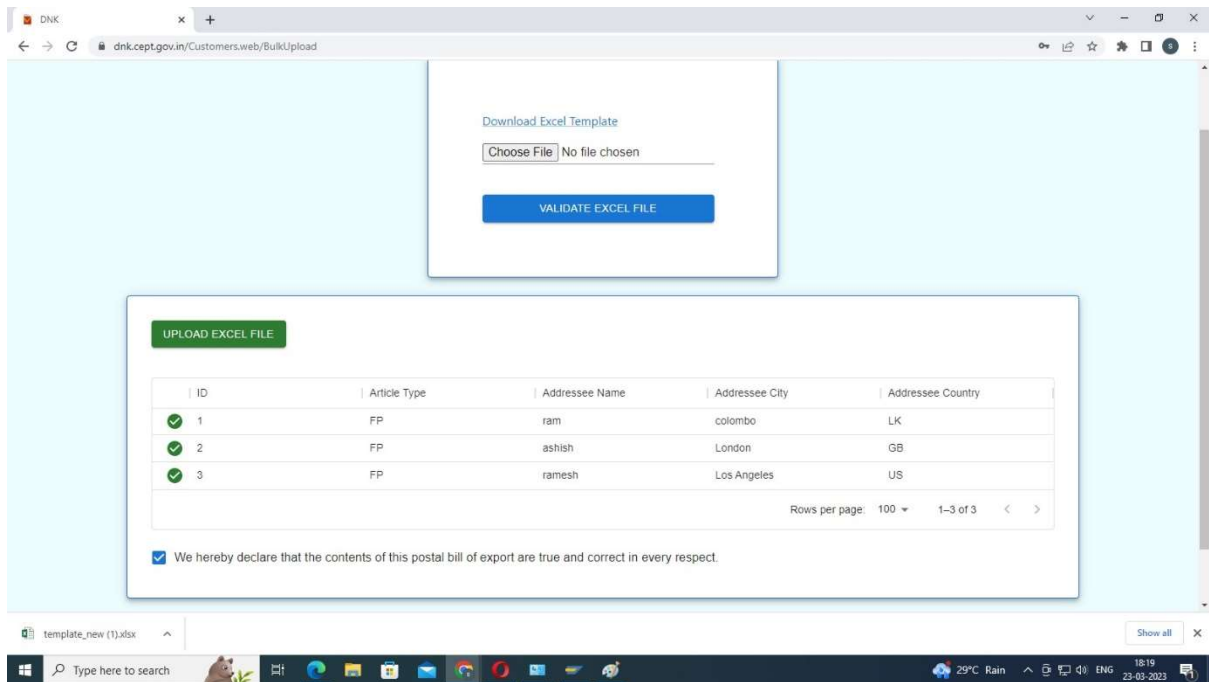 DNK
dnk.cept.gov.in/Customers.web/BulkUpload
S
Download Excel Template
Choose File No file chosen
VALIDATE EXCEL FILE
UPLOAD EXCEL FILE
ID Article Type Addressee Name Addressee City Addressee Country
1 FP ram colombo LK
2 FP ashish London GB
3 FP ramesh Los Angeles US
Rows per page: 100 1–3 of 3
We hereby declare that the contents of this postal bill of export are true and correct in every respect.
template_new (1).xlsx Show all
Type here to search 29°C Rain ENG 18:19
23-03-2023